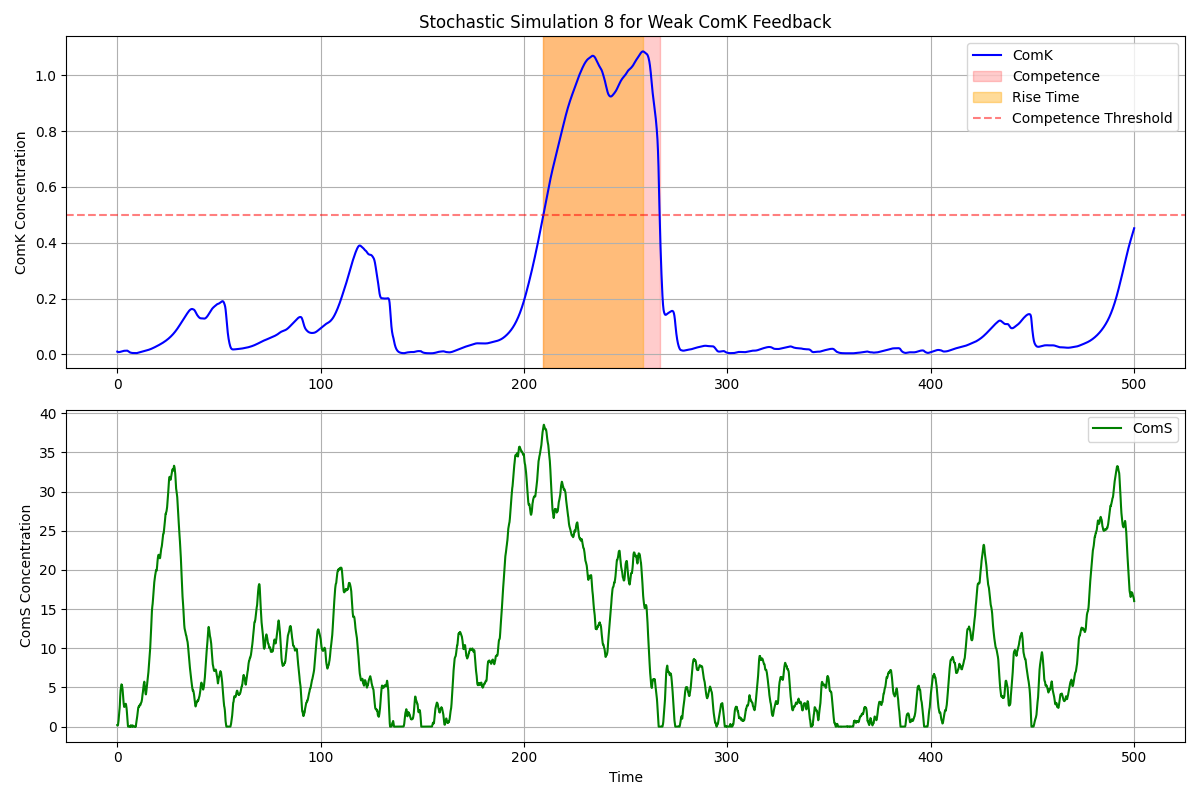 Stochastic Simulation 8 for Weak ComK Feedback
ComK Concentration
1.0
0.8
0.6
0.4
0.2
0.0
ComK
Competence
Rise Time
Competence Threshold
0 100 200 300 400 500
ComS Concentration
40
35
30
25
20
15
10
5
0
ComS
0 100 200 300 400 500
Time